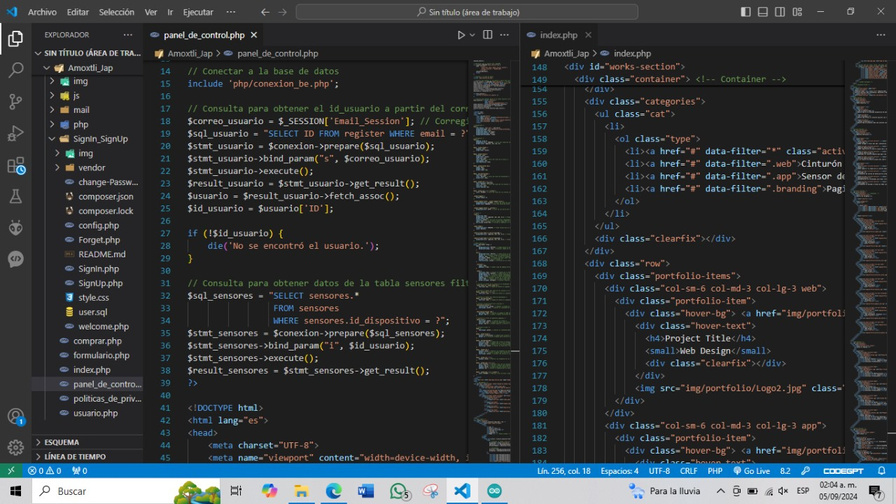 Archivo
Editar
Selección
Ver
Ir
Ejecutar
···
Sin título (área de trabajo)
EXPLORADOR
···
SIN TÍTULO (ÁREA DE TRA...
Amoxtli_Jap
img
js
mail
php
SignIn_SignUp
img
vendor
change-Passw...
composer.json
composer.lock
config.php
Forget.php
README.md
SignIn.php
SignUp.php
style.css
user.sql
welcome.php
comprar.php
formulario.php
index.php
panel_de_contro...
politicas_de_priv...
usuario.php
ESQUEMA
LÍNEA DE TIEMPO
panel_de_control.php
Amoxtli_Jap > panel_de_control.php
14 // Conectar a la base de datos
15 include 'php/conexion_be.php';
16
17 // Consulta para obtener el id_usuario a partir del cor
18 $correo_usuario = $_SESSION['Email_Session']; // Correg
19 $sql_usuario = "SELECT ID FROM register WHERE email = ?"
20 $stmt_usuario = $conexion->prepare($sql_usuario);
21 $stmt_usuario->bind_param("s", $correo_usuario);
22 $stmt_usuario->execute();
23 $result_usuario = $stmt_usuario->get_result();
24 $usuario = $result_usuario->fetch_assoc();
25 $id_usuario = $usuario['ID'];
26
27 if (!$id_usuario) {
28 die('No se encontró el usuario.');
29 }
30
31 // Consulta para obtener datos de la tabla sensores filt
32 $sql_sensores = "SELECT sensores.*
33 FROM sensores
34 WHERE sensores.id_dispositivo = ?";
35 $stmt_sensores = $conexion->prepare($sql_sensores);
36 $stmt_sensores->bind_param("i", $id_usuario);
37 $stmt_sensores->execute();
38 $result_sensores = $stmt_sensores->get_result();
39 ?>
40
41 <!DOCTYPE html>
42 <html lang="es">
43 <head>
44 <meta charset="UTF-8">
45 <meta name="viewport" content="width=device-width, i
index.php
Amoxtli_Jap > index.php
148 <div id="works-section">
79 <div class="container"> <!-- Container -->
154 </div>
155 <div class="categories">
156 <ul class="cat">
157 <li>
158 <ol class="type">
159 <li><a href="#" data-filter="*" class="activ
160 <li><a href="#" data-filter=".web">Cinturón
161 <li><a href="#" data-filter=".app">Sensor de
162 <li><a href="#" data-filter=".branding">Pagi
163 </ol>
164 </li>
165 </ul>
166 <div class="clearfix"></div>
167 </div>
168 <div class="row">
169 <div class="portfolio-items">
170 <div class="col-sm-6 col-md-3 col-lg-3 web">
171 <div class="portfolio-item">
172 <div class="hover-bg"> <a href="img/portfo
173 <div class="hover-text">
174 <h4>Project Title</h4>
175 <small>Web Design</small>
176 <div class="clearfix"></div>
177 </div>
178 <img src="img/portfolio/Logo2.jpg" class=
179 </div>
180 </div>
181 </div>
182 <div class="col-sm-6 col-md-3 col-lg-3 app">
183 <div class="portfolio-item">
184 <div class="hover-bg"> <a href="img/portfo
0 0 0
Lín. 256, col. 18
Espacios: 4
UTF-8
CRLF
PHP
Go Live
CODEGPT
Buscar
Para la lluvia
ESP
02:04 a. m.
05/09/2024